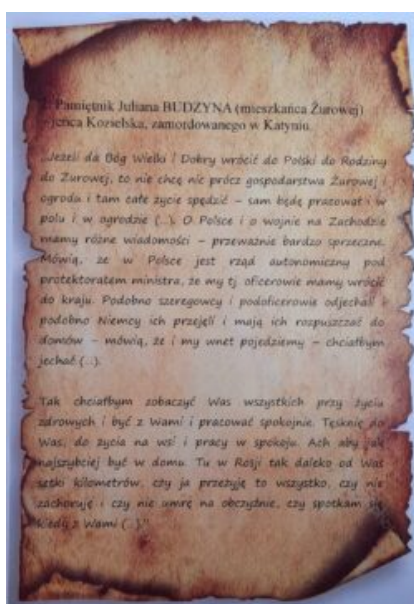 2. Pamiętnik Juliana BUDZYNA (mieszkańca Żurowej)
– jeńca Kozielska, zamordowanego w Katyniu.
„Jeżeli da Bóg Wielki i Dobry wrócić do Polski do Rodziny
do Żurowej, to nie chcę nic prócz gospodarstwa Żurowej i
ogrodu i tam całe życie spędzić – sam będę pracować i w
polu i w ogrodzie (...). O Polsce i o wojnie na Zachodzie
mamy różne wiadomości – przeważnie bardzo sprzeczne.
Mówią, że w Polsce jest rząd autonomiczny pod
protektoratem ministra, że my tj oficerowie mamy wrócić
do kraju. Podobno szeregowcy i podoficerowie odjechali i
podobno Niemcy ich przejęli i mają ich rozpuszczać do
domów – mówią, że i my wnet pojedziemy – chciałbym
jechać (...).
Tak chciałbym zobaczyć Was wszystkich przy życiu
zdrowych i być z Wami i pracować spokojnie. Tęsknię do
Was, do życia na wsi i pracy w spokoju. Ach aby jak
najszybciej być w domu. Tu w Rosji tak daleko od Was
setki kilometrów, czy ja przeżyję to wszystko, czy nie
zachoruję i czy nie umrę na obczyźnie, czy spotkam się
kiedyś z Wami (...)."